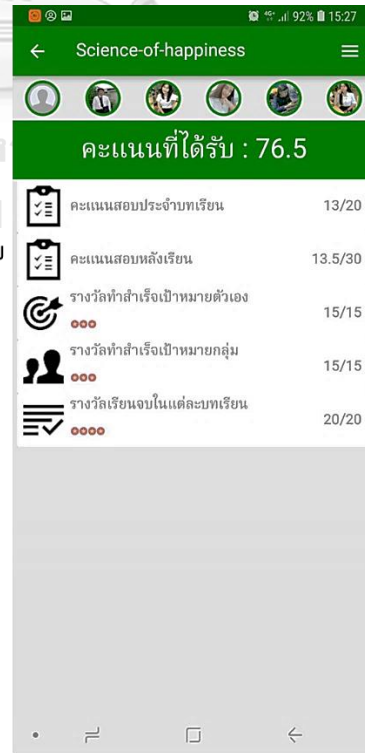 92% 15:27
Science-of-happiness
คะแนนที่ได้รับ : 76.5
คะแนนสอบประจำบทเรียน 13/20
คะแนนสอบหลังเรียน 13.5/30
รางวัลทำสำเร็จเป้าหมายตัวเอง
15/15
รางวัลทำสำเร็จเป้าหมายกลุ่ม
15/15
รางวัลเรียนจบในแต่ละบทเรียน
20/20